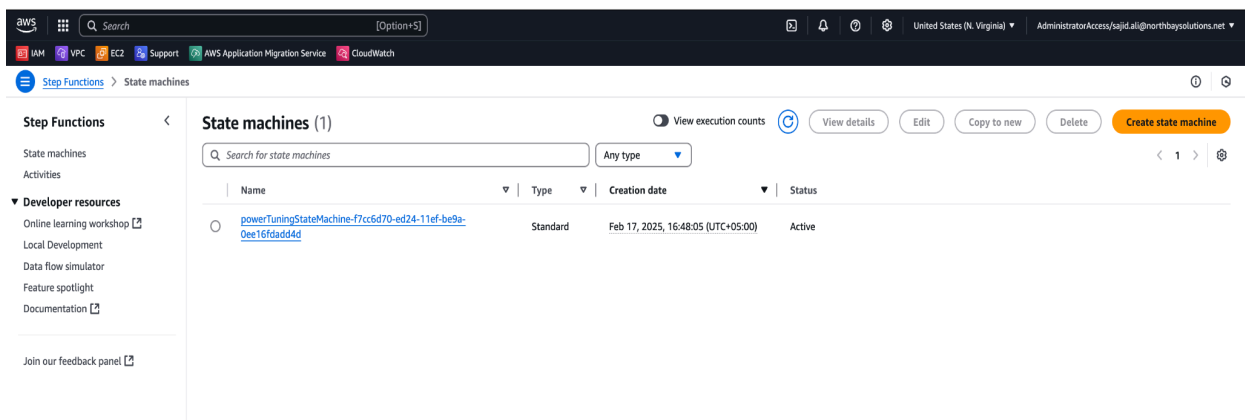 aws
Search [Option+S]
United States (N. Virginia) ▼ AdministratorAccess/sajid.ali@northbaysolutions.net ▼
IAM VPC EC2 Support AWS Application Migration Service CloudWatch
Step Functions > State machines
Step Functions
State machines
Activities
Developer resources
Online learning workshop
Local Development
Data flow simulator
Feature spotlight
Documentation
Join our feedback panel
State machines (1)
View execution counts View details Edit Copy to new Delete Create state machine
Search for state machines Any type 1
Name Type Creation date Status
powerTuningStateMachine-f7cc6d70-ed24-11ef-be9a-
0ee16fdadd4d
Standard Feb 17, 2025, 16:48:05 (UTC+05:00) Active